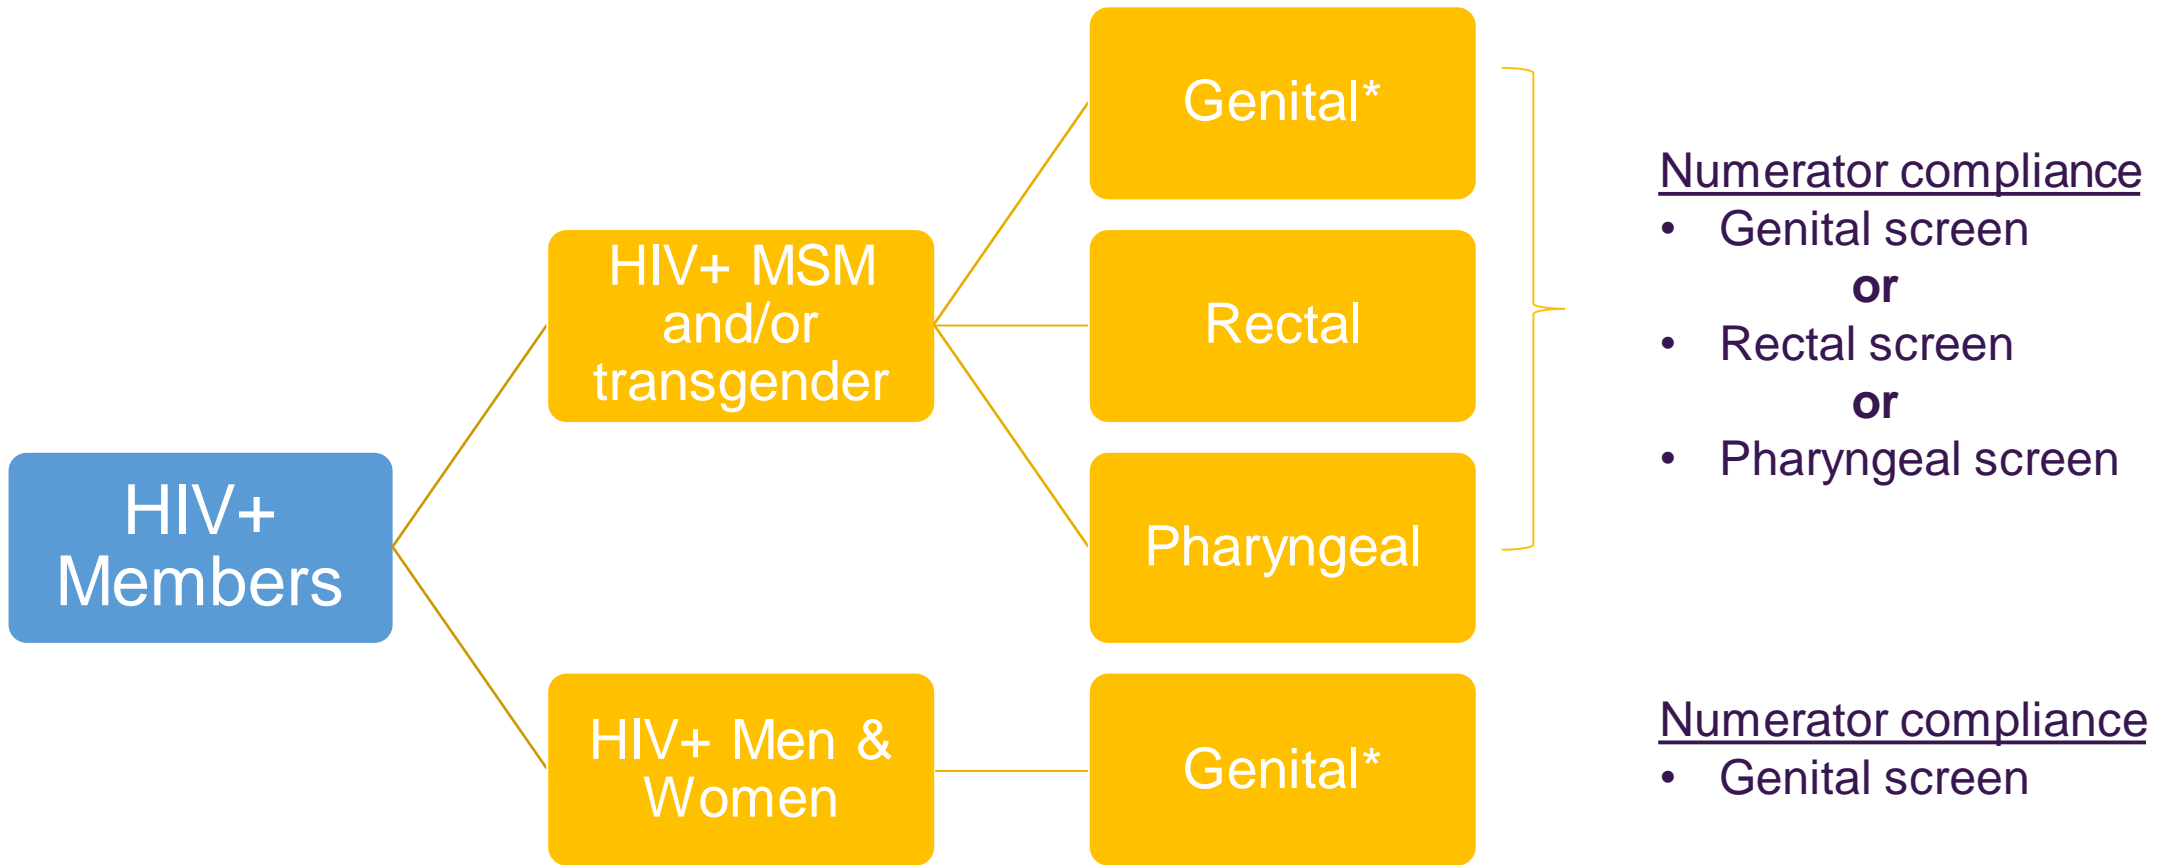 HIV+
Members
HIV+ MSM
and/or
transgender
HIV+ Men &
Women
Genital*
Rectal
Pharyngeal
Genital*
Numerator compliance
• Genital screen
or
• Rectal screen
or
• Pharyngeal screen
Numerator compliance
• Genital screen